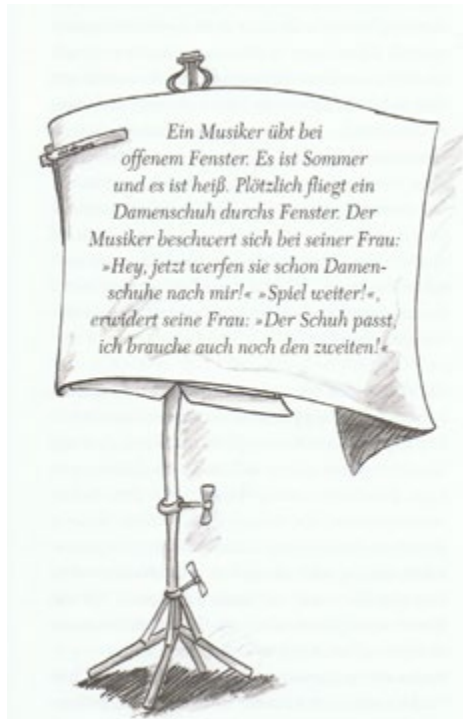 Ein Musiker übt bei
offenem Fenster. Es ist Sommer
und es ist heiß. Plötzlich fliegt ein
Damenschuh durchs Fenster. Der
Musiker beschwert sich bei seiner Frau:
»Hey, jetzt werfen sie schon Damen-
schuhe nach mir!« »Spiel weiter!«,
erwidert seine Frau: »Der Schuh passt,
ich brauche auch noch den zweiten!«